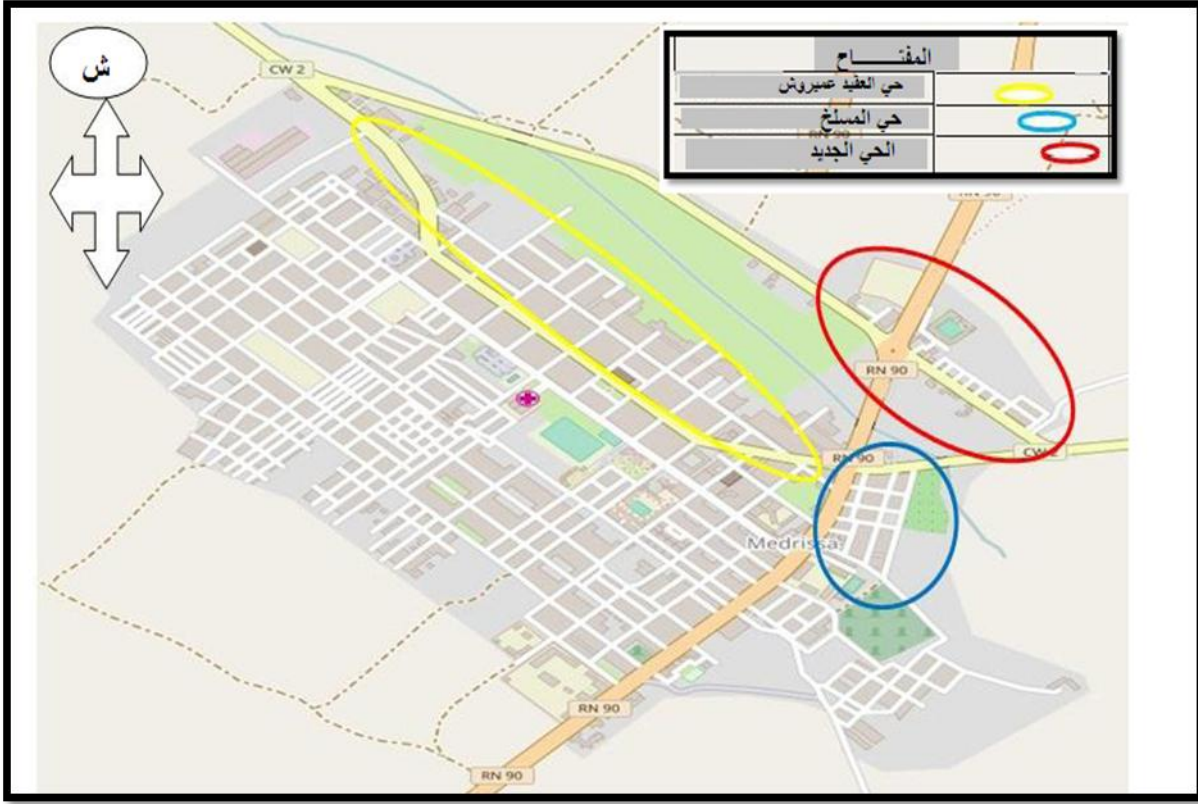 ش
CW 2
المفتـــــاح
حي العقيد عميروش
حي المسلخ
الحي الجديد
RN 90
RN 90
CW 2
Medrissa
RN 90
RN 90